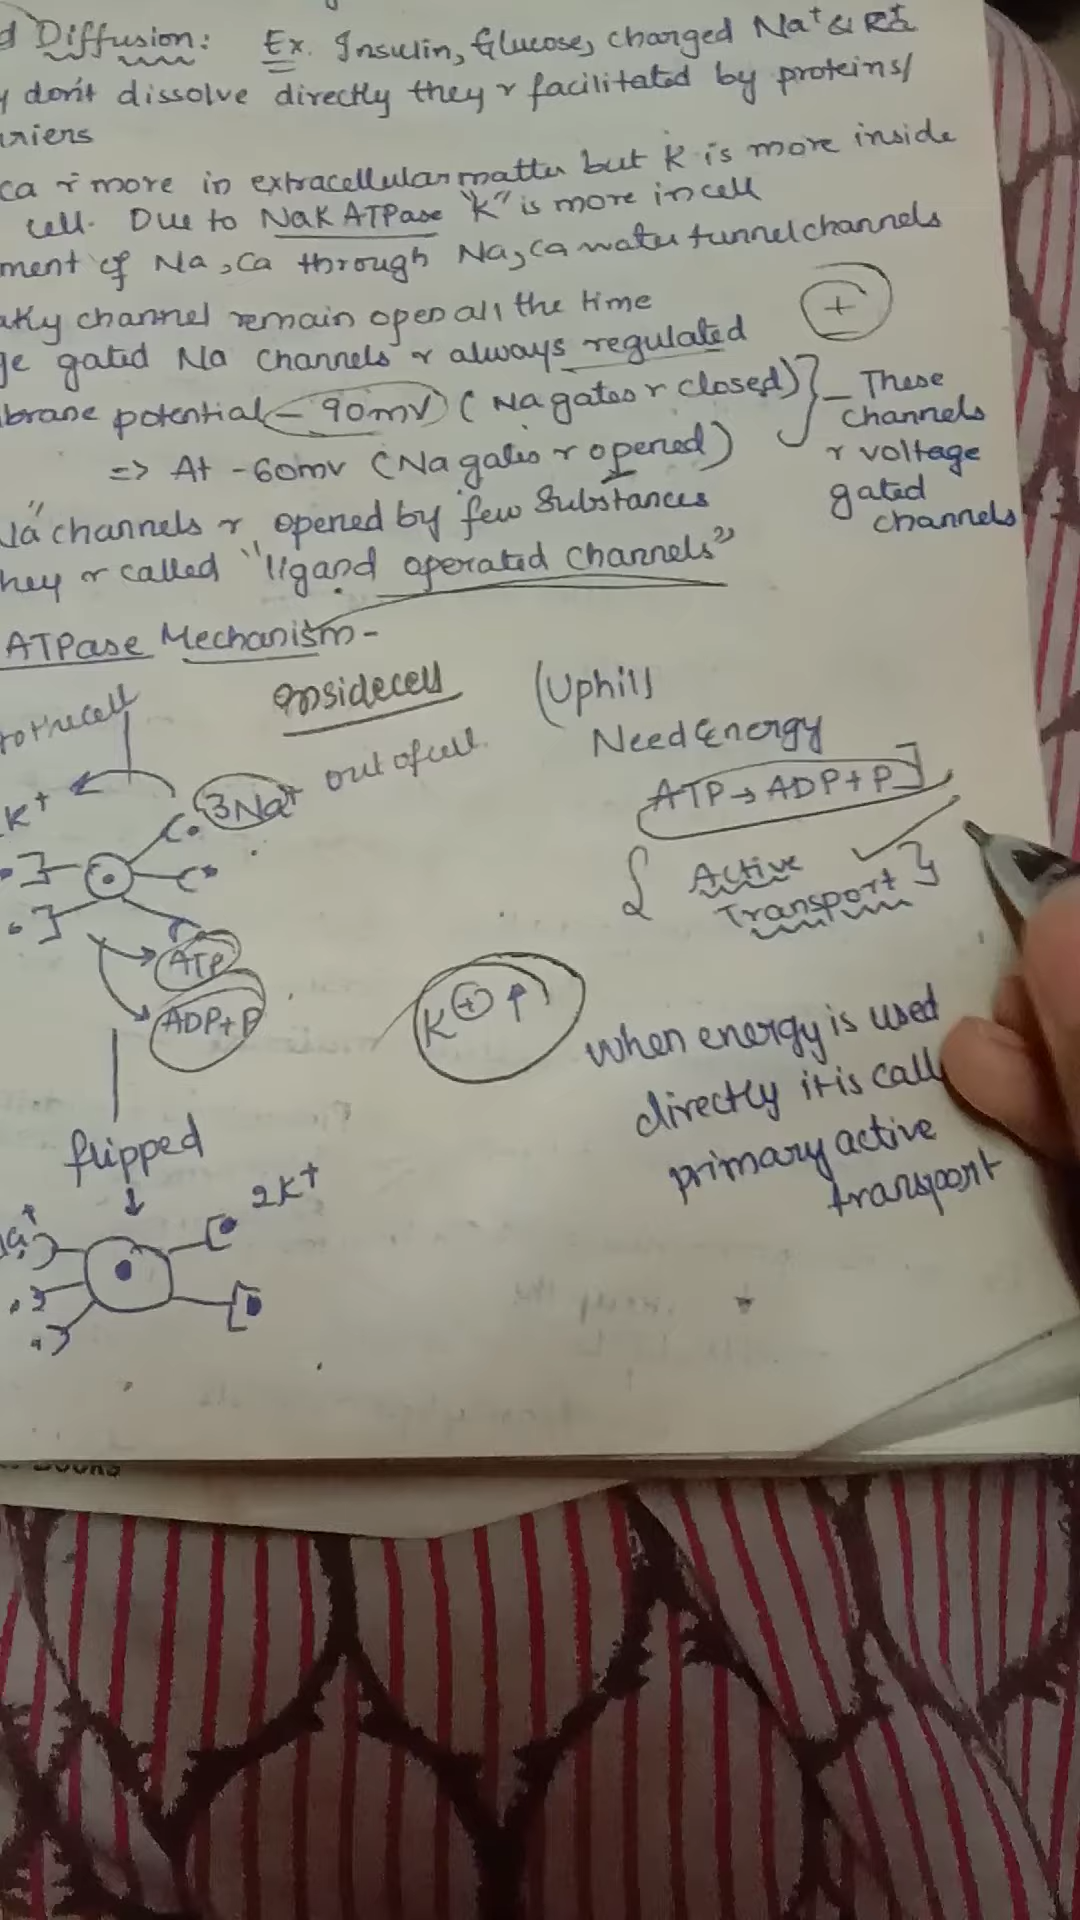 d Diffusion: Ex. Insulin, Glucose, charged Na+ &
y don't dissolve directly they r facilitated by proteins/
rriers
ca r more in extracellular matter but K is more inside
cell. Due to NaK ATPase "K" is more in cell
ment of Na, Ca through Na, Ca water tunnel channels
aky channel remain open all the time
+
ge gated Na channels r always regulated
brane potential - 90mV (Na gates r closed) } - These
channels
=> At -60mv (Na gates r opened)
r voltage
gated
channels
Na" channels r opened by few substances
hey r called "ligand operated channels"
ATPase Mechanism -
to the cell
Insidecell
(Uphill
out of cell
Need Energy
K+
3Na+
ATP → ADP + P]
{ Active
Transport }
ATP
ADP+P
K + ↑
when energy is used
directly it is call
primary active
transport
flipped
↓
2K+
a+